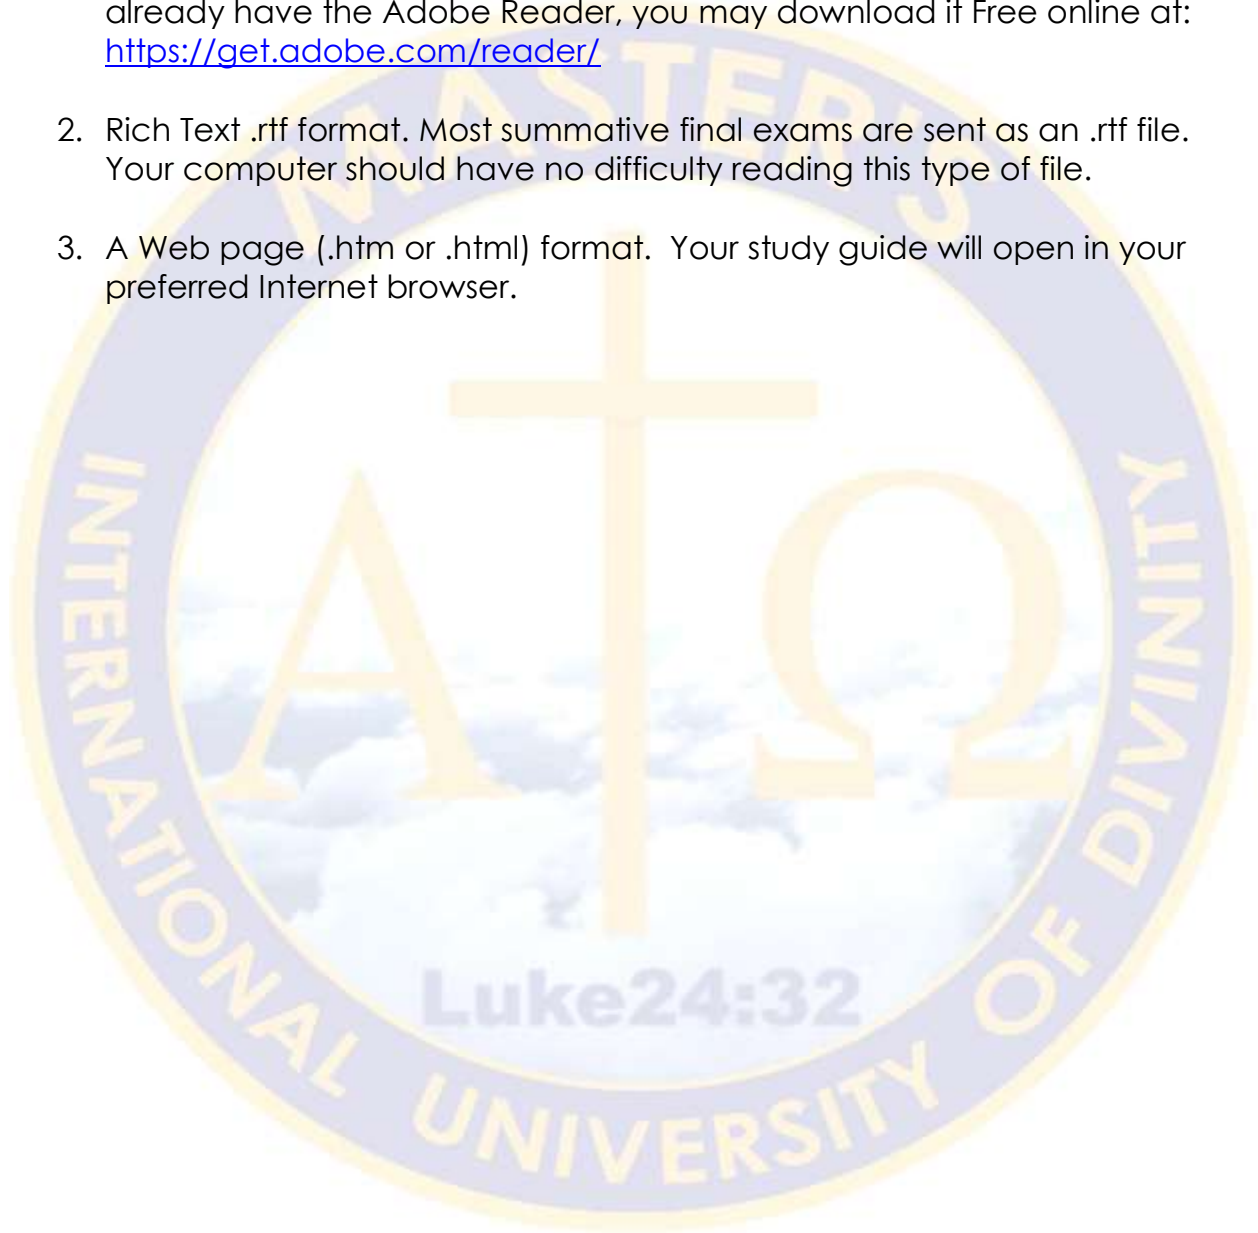 already have the Adobe Reader, you may download it Free online at:
https://get.adobe.com/reader/
2. Rich Text .rtf format. Most summative final exams are sent as an .rtf file.
Your computer should have no difficulty reading this type of file.
3. A Web page (.htm or .html) format.  Your study guide will open in your
preferred Internet browser.
MASTER'S
INTERNATIONAL UNIVERSITY OF DIVINITY
Α Ω
Luke24:32